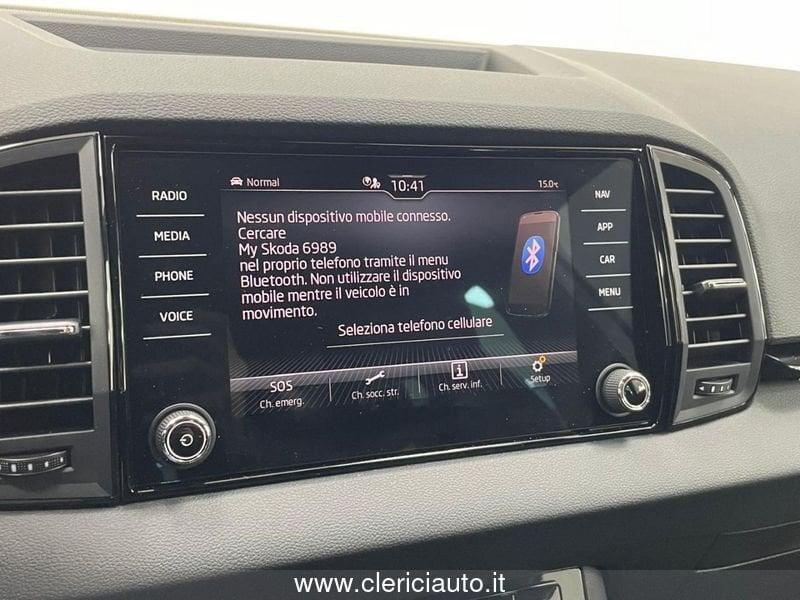 RADIO
MEDIA
PHONE
VOICE
Normal
10:41
15.0°C
Nessun dispositivo mobile connesso.
Cercare
My Skoda 6989
nel proprio telefono tramite il menu
Bluetooth. Non utilizzare il dispositivo
mobile mentre il veicolo è in
movimento.
Seleziona telefono cellulare
SOS
Ch. emerg.
Ch. socc. str.
Ch. serv. inf.
Setup
NAV
APP
CAR
MENU
www.clericiauto.it